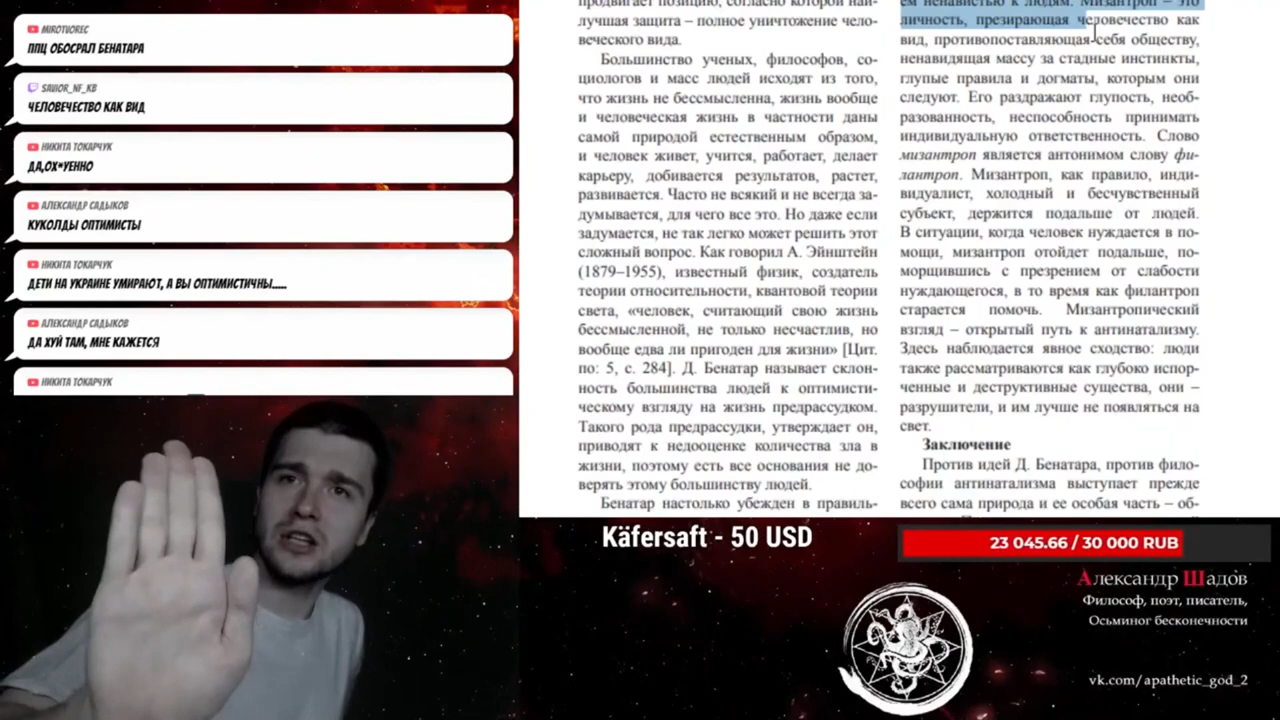 MIROTVOREC
ППЦ ОБОСРАЛ БЕНАТАРА
SAVIOR_NF_KB
ЧЕЛОВЕЧЕСТВО КАК ВИД
НИКИТА ТОКАРЧУК
ДА,ОХ*УЕННО
АЛЕКСАНДР САДЫКОВ
КУКОЛДЫ ОПТИМИСТЫ
НИКИТА ТОКАРЧУК
ДЕТИ НА УКРАИНЕ УМИРАЮТ, А ВЫ ОПТИМИСТИЧНЫ.....
АЛЕКСАНДР САДЫКОВ
ДА ХУЙ ТАМ, МНЕ КАЖЕТСЯ
НИКИТА ТОКАРЧУК
продвигает позицию, согласно которой наи-
лучшая защита – полное уничтожение чело-
веческого вида.
Большинство ученых, философов, со-
циологов и масс людей исходят из того,
что жизнь не бессмысленна, жизнь вообще
и человеческая жизнь в частности даны
самой природой естественным образом,
и человек живет, учится, работает, делает
карьеру, добивается результатов, растет,
развивается. Часто не всякий и не всегда за-
думывается, для чего все это. Но даже если
задумается, не так легко может решить этот
сложный вопрос. Как говорил А. Эйнштейн
(1879–1955), известный физик, создатель
теории относительности, квантовой теории
света, «человек, считающий свою жизнь
бессмысленной, не только несчастлив, но
вообще едва ли пригоден для жизни» [Цит.
по: 5, с. 284]. Д. Бенатар называет склон-
ность большинства людей к оптимисти-
ческому взгляду на жизнь предрассудком.
Такого рода предрассудки, утверждает он,
приводят к недооценке количества зла в
жизни, поэтому есть все основания не до-
верять этому большинству людей.
Бенатар настолько убежден в правиль-
ем ненавистью к людям. Мизантроп – это
личность, презирающая человечество как
вид, противопоставляющая себя обществу,
ненавидящая массу за стадные инстинкты,
глупые правила и догматы, которым они
следуют. Его раздражают глупость, необ-
разованность, неспособность принимать
индивидуальную ответственность. Слово
мизантроп является антонимом слову фи-
лантроп. Мизантроп, как правило, инди-
видуалист, холодный и бесчувственный
субъект, держится подальше от людей.
В ситуации, когда человек нуждается в по-
мощи, мизантроп отойдет подальше, по-
морщившись с презрением от слабости
нуждающегося, в то время как филантроп
старается помочь. Мизантропический
взгляд – открытый путь к антинатализму.
Здесь наблюдается явное сходство: люди
также рассматриваются как глубоко испор-
ченные и деструктивные существа, они –
разрушители, и им лучше не появляться на
свет.
Заключение
Против идей Д. Бенатара, против фило-
софии антинатализма выступает прежде
всего сама природа и ее особая часть – об-
Käfersaft - 50 USD
23 045.66 / 30 000 RUB
Александр Шадов
Философ, поэт, писатель,
Осьминог бесконечности
vk.com/apathetic_god_2